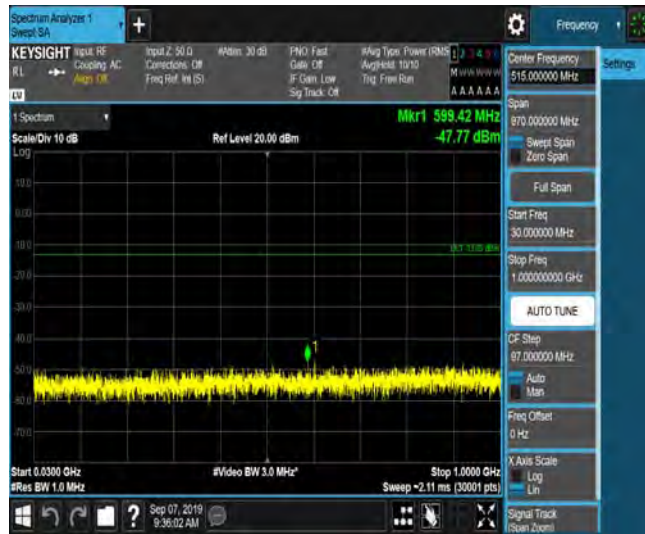 Spectrum Analyzer 1
Swept SA
Frequency
KEYSIGHT
Input: RF
Coupling: AC
Align: Off
Input Z: 50 Ω
Corrections: Off
Freq Ref: Int (S)
#Atten: 30 dB
PNO: Fast
Gate: Off
IF Gain: Low
Sig Track: Off
#Avg Type: Power (RMS
Avg|Hold: 10/10
Trig: Free Run
1 2 3 4 5 6
M W W W W W
A A A A A A
RL
LV
1 Spectrum
Scale/Div 10 dB
Log
Ref Level 20.00 dBm
Mkr1 599.42 MHz
-47.77 dBm
10.0
0.00
-10.0
-20.0
-30.0
-40.0
-50.0
-60.0
-70.0
1
Start 0.0300 GHz
#Res BW 1.0 MHz
#Video BW 3.0 MHz*
Stop 1.0000 GHz
Sweep ~2.11 ms (30001 pts)
Sep 07, 2019
9:36:02 AM
Center Frequency
515.000000 MHz
Settings
Span
970.000000 MHz
Swept Span
Zero Span
Full Span
Start Freq
30.000000 MHz
Stop Freq
1.000000000 GHz
AUTO TUNE
CF Step
97.000000 MHz
Auto
Man
Freq Offset
0 Hz
X Axis Scale
Log
Lin
Signal Track
(Span Zoom)